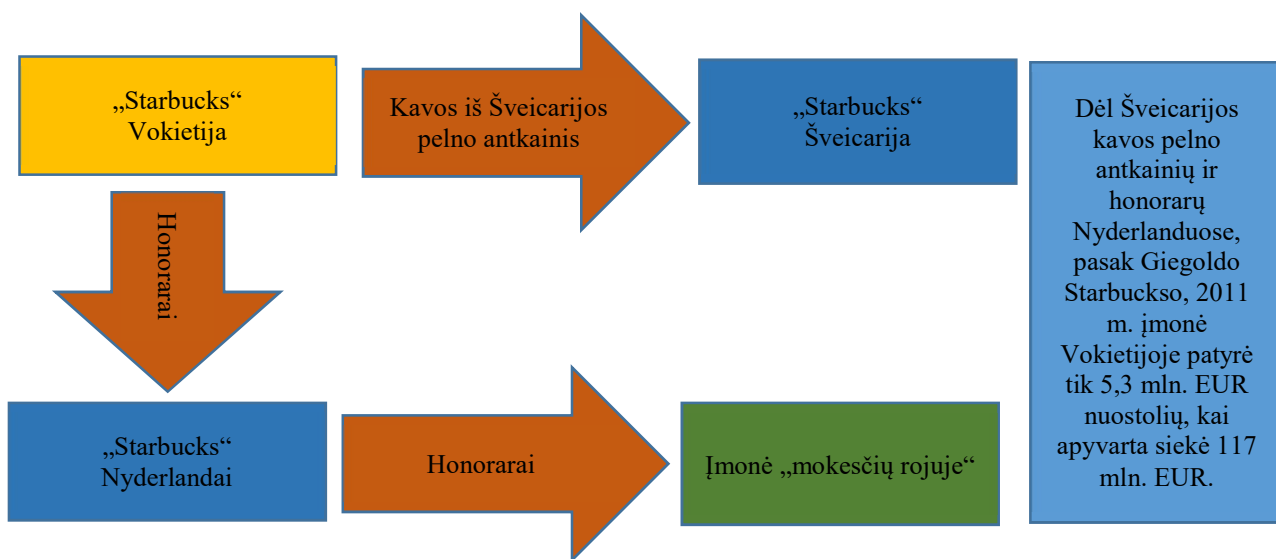 „Starbucks“
Vokietija
Kavos iš Šveicarijos
pelno antkainis
„Starbucks“
Šveicarija
Honorarai
„Starbucks“
Nyderlandai
Honorarai
Įmonė „mokesčių rojuje“
Dėl Šveicarijos
kavos pelno
antkainių ir
honorarų
Nyderlanduose,
pasak Giegoldo
Starbuckso, 2011
m. įmonė
Vokietijoje patyrė
tik 5,3 mln. EUR
nuostolių, kai
apyvarta siekė 117
mln. EUR.